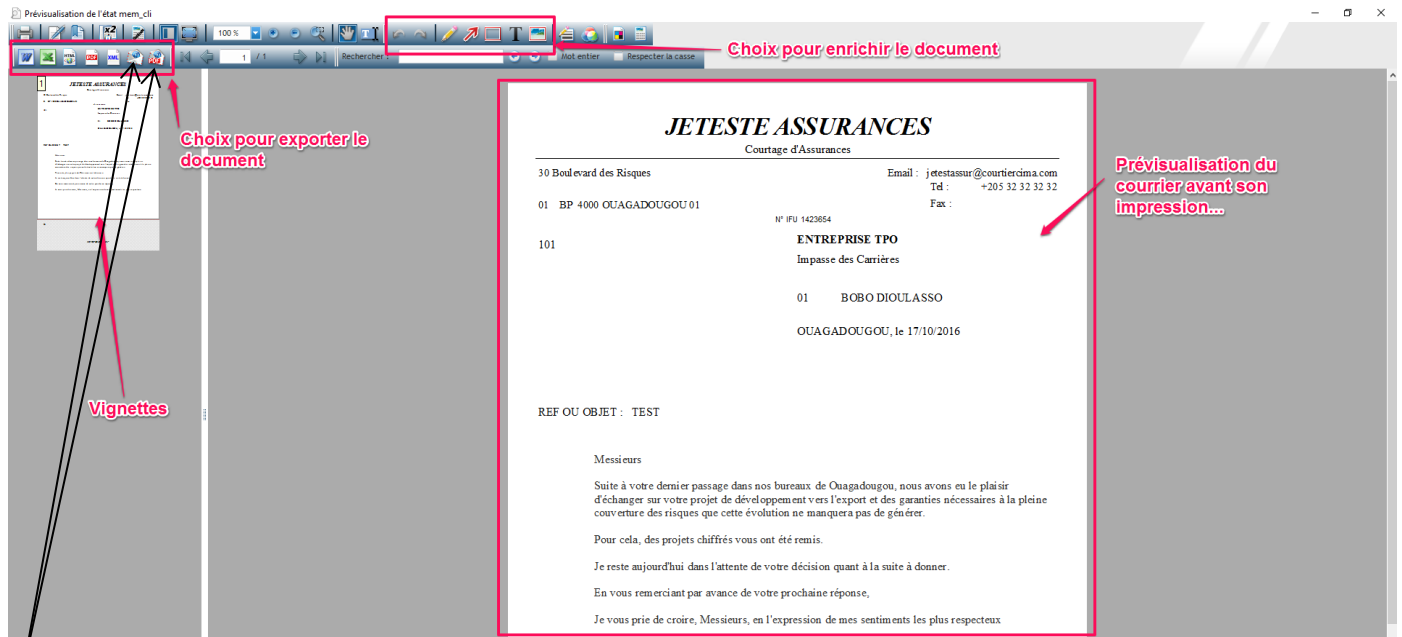 Prévisualisation de l'état mem_cli
100 %
1 / 1
Rechercher :
Mot entier
Respecter la casse
Choix pour enrichir le document
Choix pour exporter le
document
Vignettes
Prévisualisation du
courrier avant son
impression...
1
JETESTE ASSURANCES
Courtage d'Assurances
30 Boulevard des Risques
Email : jetestassur@courtiercima.com
Tel : +205 32 32 32 32
01 BP 4000 OUAGADOUGOU 01
Fax :
N° IFU 1423654
101
ENTREPRISE TPO
Impasse des Carrières
01 BOBO DIOULASSO
OUAGADOUGOU, le 17/10/2016
REF OU OBJET : TEST
Messieurs
Suite à votre dernier passage dans nos bureaux de Ouagadougou, nous avons eu le plaisir
d'échanger sur votre projet de développement vers l'export et des garanties nécessaires à la pleine
couverture des risques que cette évolution ne manquera pas de générer.
Pour cela, des projets chiffrés vous ont été remis.
Je reste aujourd'hui dans l'attente de votre décision quant à la suite à donner.
En vous remerciant par avance de votre prochaine réponse,
Je vous prie de croire, Messieurs, en l'expression de mes sentiments les plus respecteux